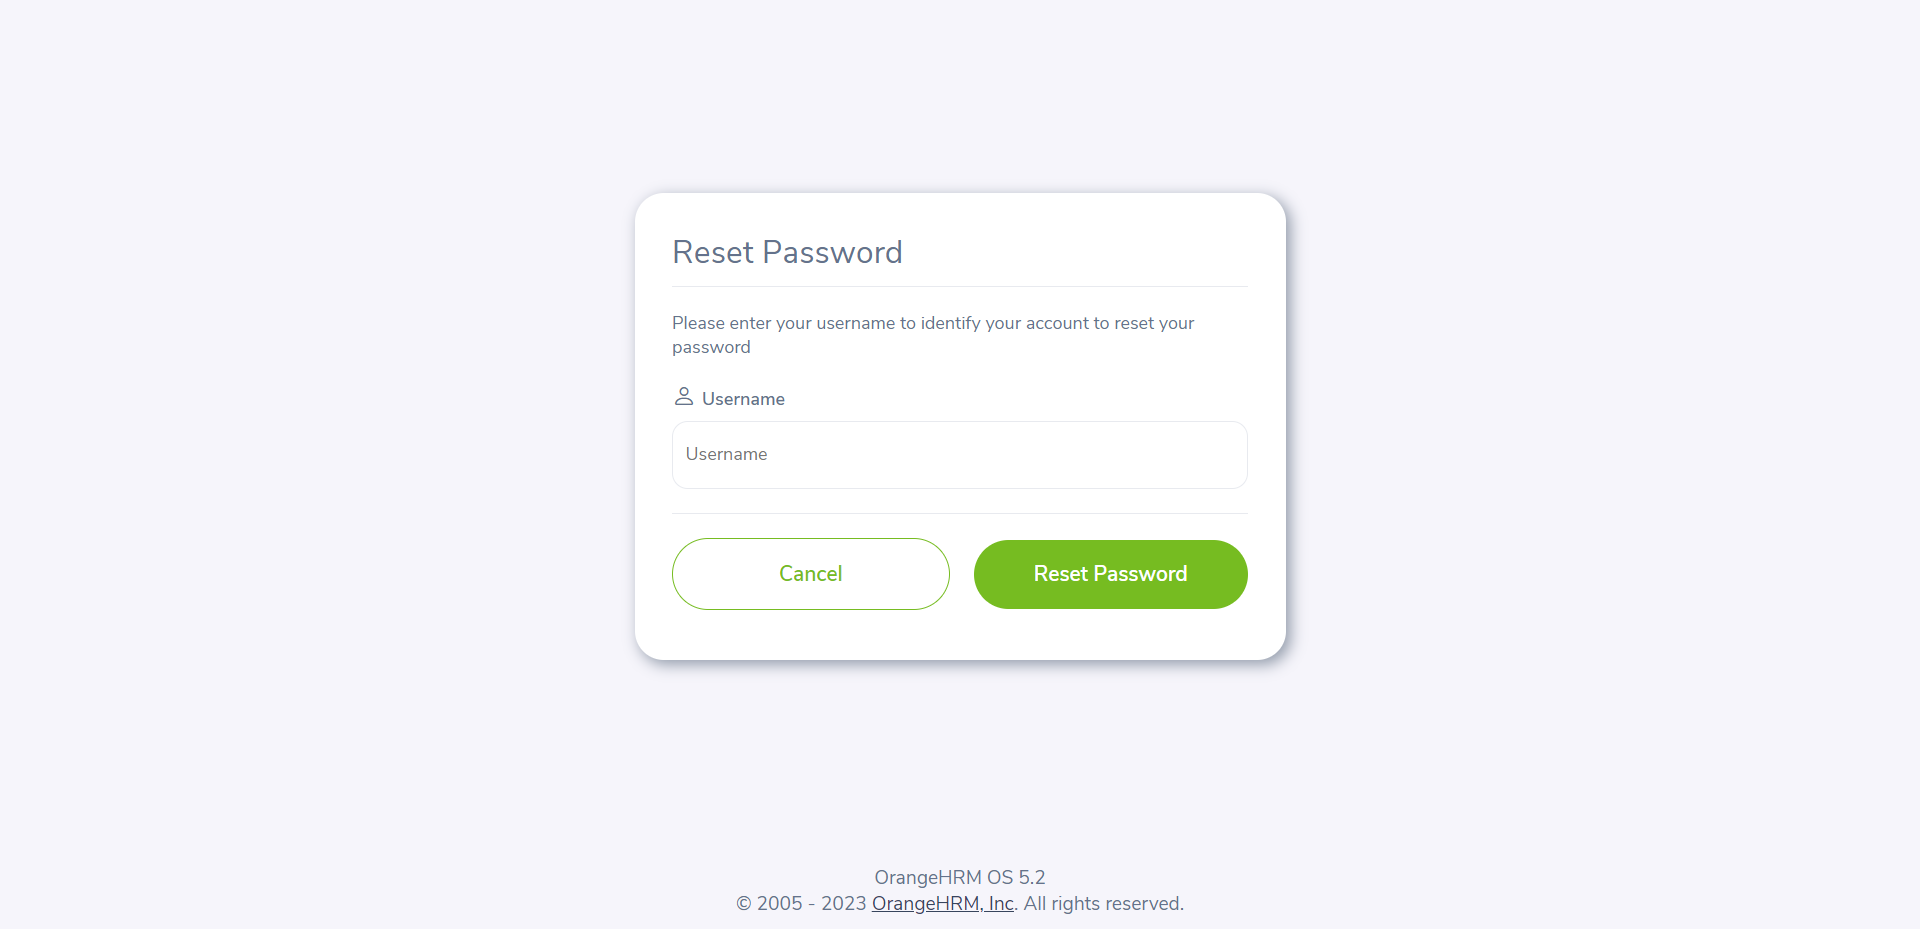 Reset Password
Please enter your username to identify your account to reset your
password
Username
Username
Cancel
Reset Password
OrangeHRM OS 5.2
© 2005 - 2023 OrangeHRM, Inc. All rights reserved.